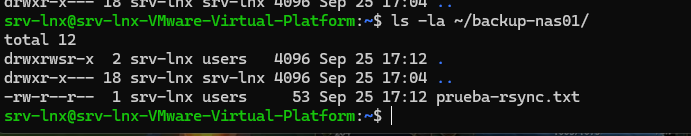 drwxr-x--- 18 srv-lnx srv-lnx 4096 Sep 25 17:04 ..
srv-lnx@srv-lnx-VMware-Virtual-Platform:~$ ls -la ~/backup-nas01/
total 12
drwxrwsr-x  2 srv-lnx users   4096 Sep 25 17:12 .
drwxr-x--- 18 srv-lnx srv-lnx 4096 Sep 25 17:04 ..
-rw-r--r--  1 srv-lnx users     53 Sep 25 17:12 prueba-rsync.txt
srv-lnx@srv-lnx-VMware-Virtual-Platform:~$